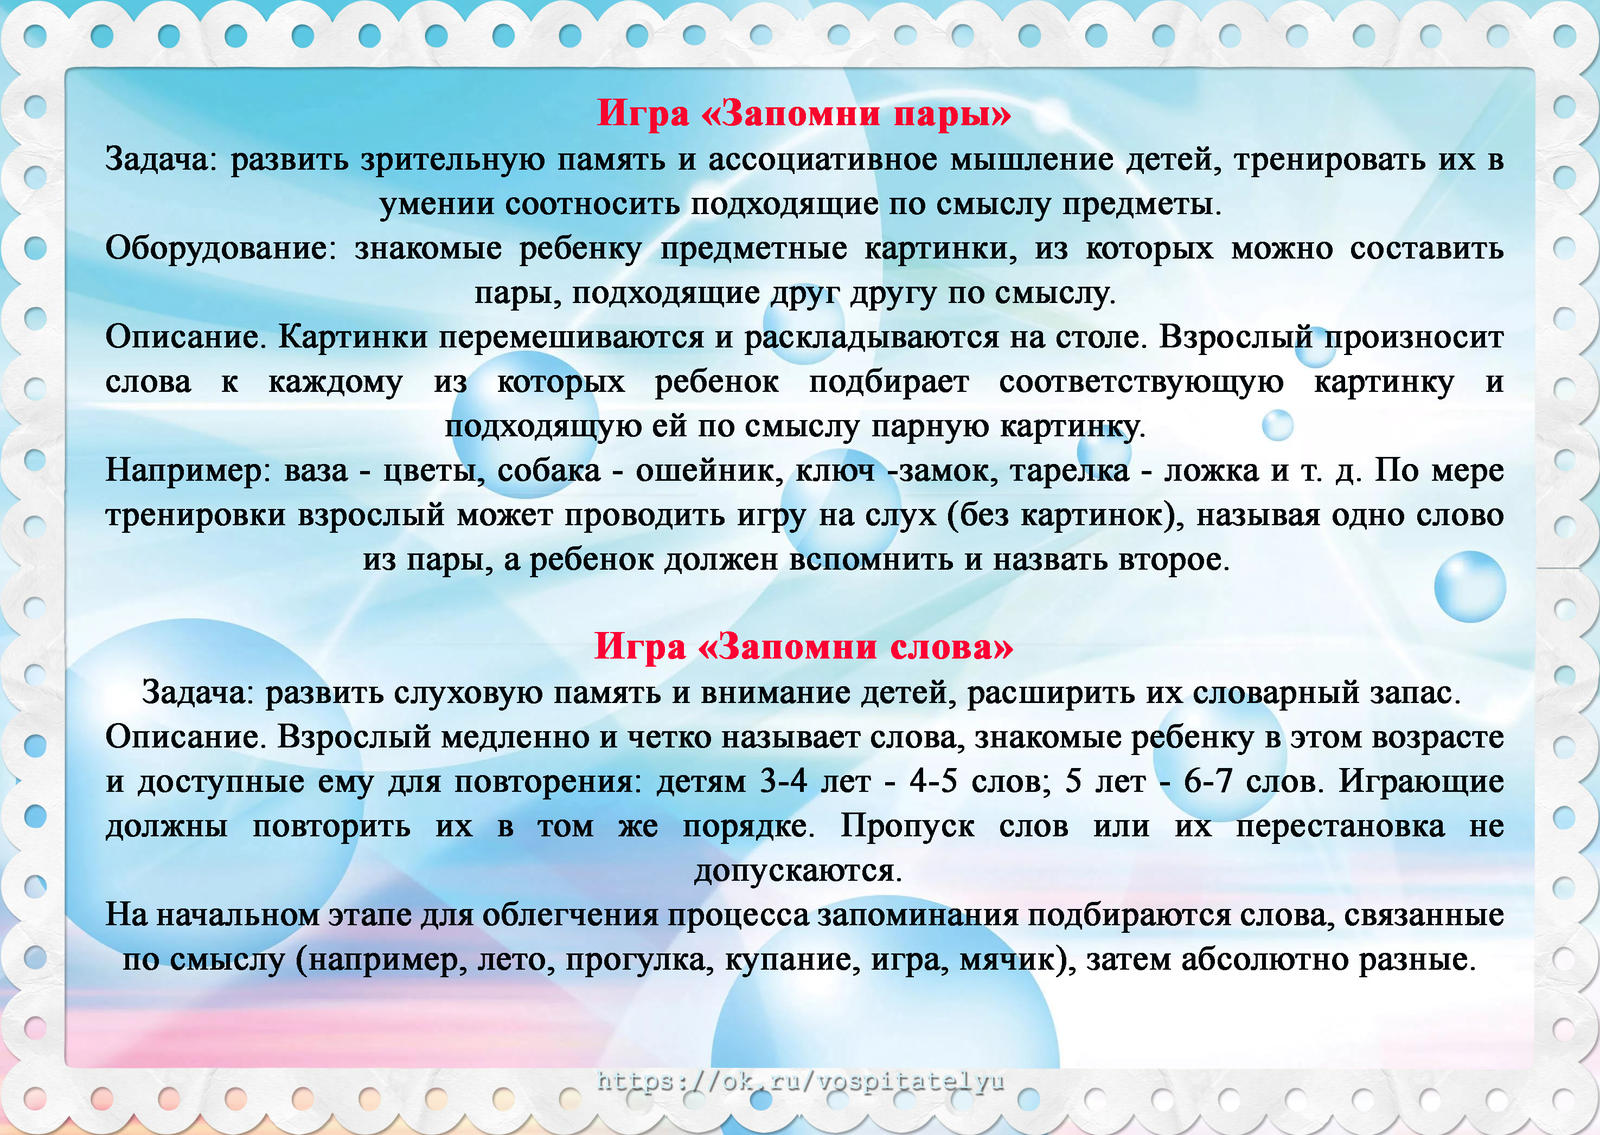 Игра «Запомни пары»
Задача: развить зрительную память и ассоциативное мышление детей, тренировать их в
умении соотносить подходящие по смыслу предметы.
Оборудование: знакомые ребенку предметные картинки, из которых можно составить
пары, подходящие друг другу по смыслу.
Описание. Картинки перемешиваются и раскладываются на столе. Взрослый произносит
слова к каждому из которых ребенок подбирает соответствующую картинку и
подходящую ей по смыслу парную картинку.
Например: ваза - цветы, собака - ошейник, ключ -замок, тарелка - ложка и т. д. По мере
тренировки взрослый может проводить игру на слух (без картинок), называя одно слово
из пары, а ребенок должен вспомнить и назвать второе.
Игра «Запомни слова»
Задача: развить слуховую память и внимание детей, расширить их словарный запас.
Описание. Взрослый медленно и четко называет слова, знакомые ребенку в этом возрасте
и доступные ему для повторения: детям 3-4 лет - 4-5 слов; 5 лет - 6-7 слов. Играющие
должны повторить их в том же порядке. Пропуск слов или их перестановка не
допускаются.
На начальном этапе для облегчения процесса запоминания подбираются слова, связанные
по смыслу (например, лето, прогулка, купание, игра, мячик), затем абсолютно разные.
https://ok.ru/vospitatelyu